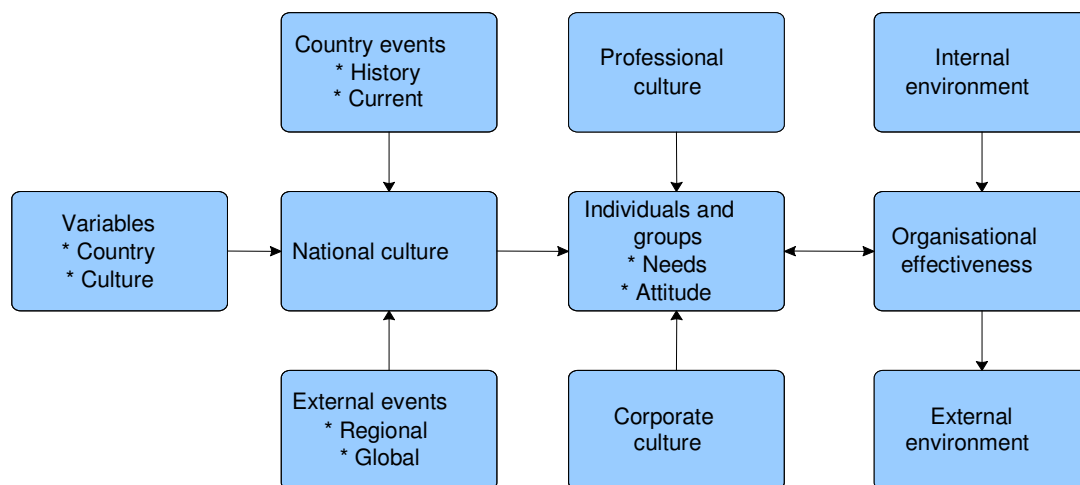 Country events
* History
* Current
Professional
culture
Internal
environment
Variables
* Country
* Culture
National culture
Individuals and
groups
* Needs
* Attitude
Organisational
effectiveness
External events
* Regional
* Global
Corporate
culture
External
environment